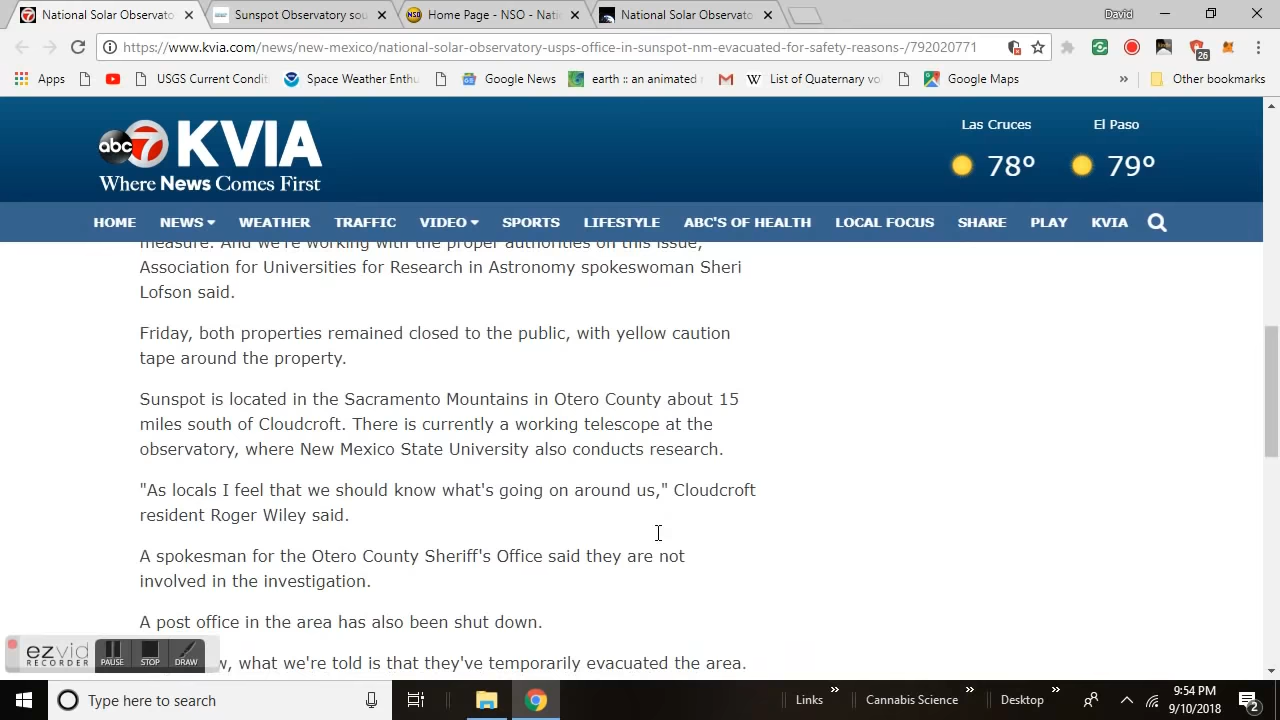 National Solar Observato
Sunspot Observatory sou
NSO
Home Page - NSO - Nati
National Solar Observato
David
https://www.kvia.com/news/new-mexico/national-solar-observatory-usps-office-in-sunspot-nm-evacuated-for-safety-reasons-/792020771
26
Apps
USGS Current Condit
Space Weather Enthu
Google News
earth :: an animated
List of Quaternary vo
Google Maps
»
Other bookmarks
abc 7 KVIA
Where News Comes First
Las Cruces
El Paso
78°
79°
HOME NEWS VIDEO WEATHER TRAFFIC SPORTS LIFESTYLE ABC'S OF HEALTH LOCAL FOCUS SHARE PLAY KVIA
measure. And we're working with the proper authorities on this issue,
Association for Universities for Research in Astronomy spokeswoman Sheri
Lofson said.
Friday, both properties remained closed to the public, with yellow caution
tape around the property.
Sunspot is located in the Sacramento Mountains in Otero County about 15
miles south of Cloudcroft. There is currently a working telescope at the
observatory, where New Mexico State University also conducts research.
"As locals I feel that we should know what's going on around us," Cloudcroft
resident Roger Wiley said.
A spokesman for the Otero County Sheriff's Office said they are not
involved in the investigation.
A post office in the area has also been shut down.
w, what we're told is that they've temporarily evacuated the area.
ezvid
RECORDER
PAUSE
STOP
DRAW
Type here to search
Links »
Cannabis Science »
Desktop »
9:54 PM
9/10/2018
2